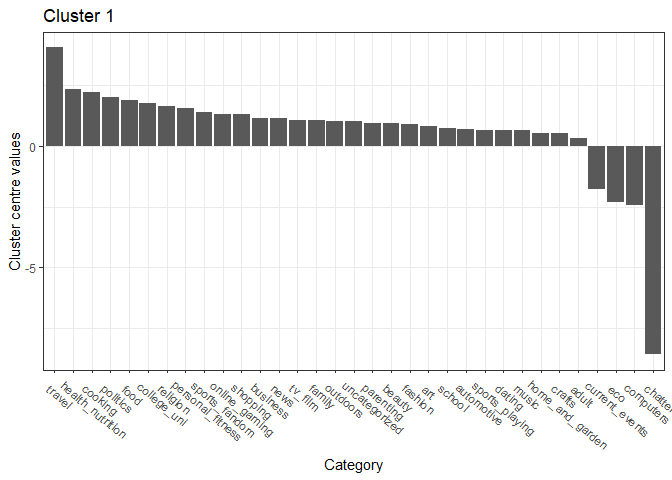 Cluster 1
Cluster centre values
0
-5
travel
health_nutrition
cooking
politics
food
college_uni
religion
personal_fitness
sports_fandom
online_gaming
shopping
business
news
tv_film
family
outdoors
uncategorized
parenting
beauty
fashion
art
school
automotive
sports_playing
dating
music
home_and_garden
crafts
adult
current_events
eco
computers
chatter
Category